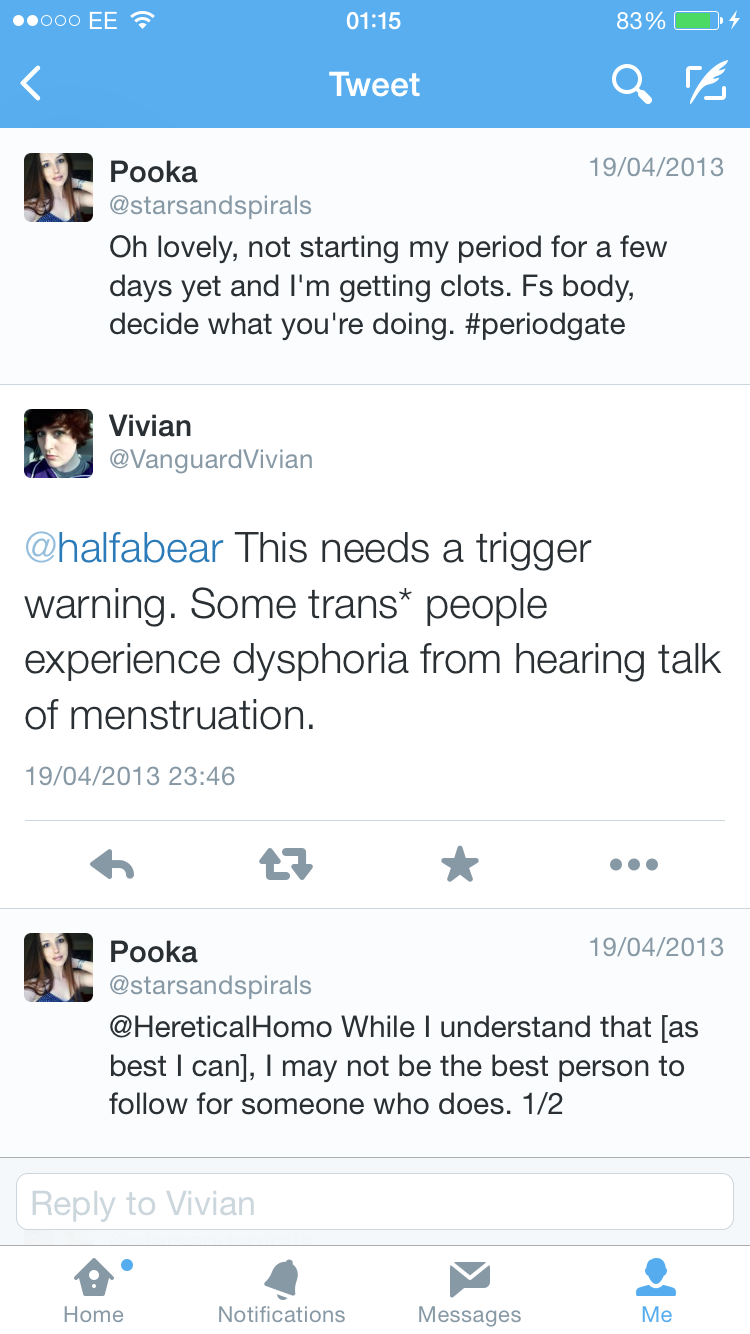 EE 01:15 83%
Tweet
Pooka 19/04/2013
@starsandspirals
Oh lovely, not starting my period for a few
days yet and I'm getting clots. Fs body,
decide what you're doing. #periodgate
Vivian
@VanguardVivian
@halfabear This needs a trigger
warning. Some trans* people
experience dysphoria from hearing talk
of menstruation.
19/04/2013 23:46
Pooka 19/04/2013
@starsandspirals
@HereticalHomo While I understand that [as
best I can], I may not be the best person to
follow for someone who does. 1/2
Reply to Vivian
Home Notifications Messages Me